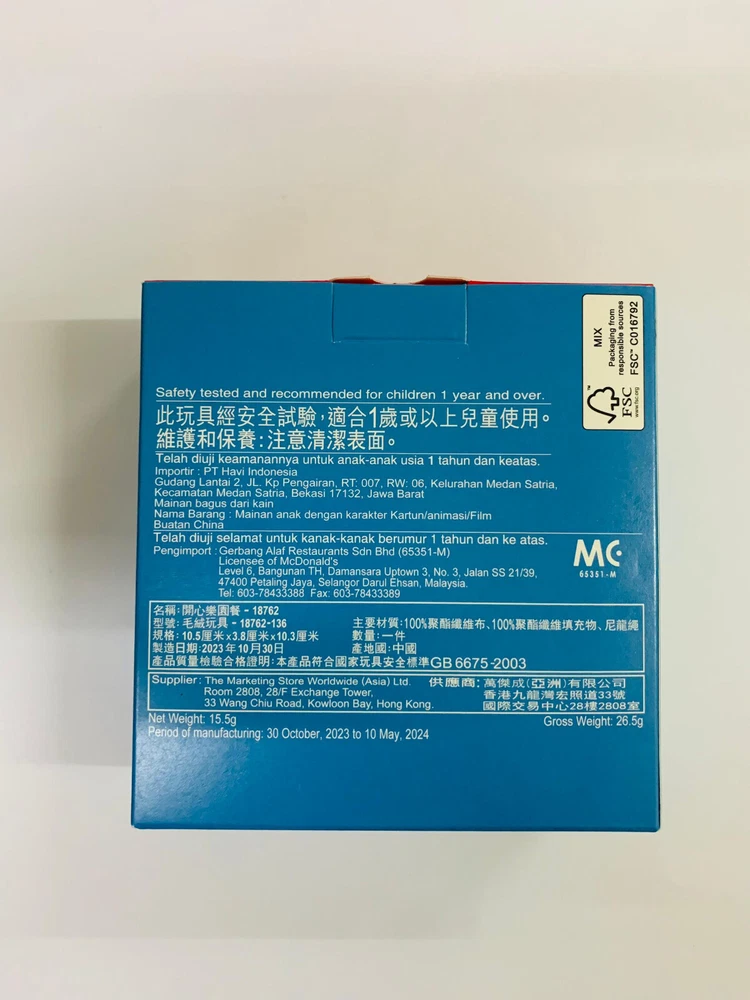 MIX
Packaging from
responsible sources
FSC™ C016792
FSC
www.fsc.org
Safety tested and recommended for children 1 year and over.
此玩具經安全試驗，適合1歲或以上兒童使用。
維護和保養：注意清潔表面。
Telah diuji keamanannya untuk anak-anak usia 1 tahun dan keatas.
Importir : PT Havi Indonesia
Gudang Lantai 2, JL. Kp Pengairan, RT: 007, RW: 06, Kelurahan Medan Satria,
Kecamatan Medan Satria, Bekasi 17132, Jawa Barat
Mainan bagus dari kain
Nama Barang : Mainan anak dengan karakter Kartun/animasi/Film
Buatan China
Telah diuji selamat untuk kanak-kanak berumur 1 tahun dan ke atas.
Pengimport : Gerbang Alaf Restaurants Sdn Bhd (65351-M)
Licensee of McDonald's
Level 6, Bangunan TH, Damansara Uptown 3, No. 3, Jalan SS 21/39,
47400 Petaling Jaya, Selangor Darul Ehsan, Malaysia.
Tel: 603-78433388 Fax: 603-78433389
MC
65351-M
名稱：開心樂園餐 - 18762
型號：毛絨玩具 - 18762-136 主要材質：100%聚酯纖維布、100%聚酯纖維填充物、尼龍繩
規格：10.5厘米x3.8厘米x10.3厘米 數量：一件
製造日期：2023年10月30日 產地國：中國
產品質量檢驗合格證明：本產品符合國家玩具安全標準GB 6675-2003
Supplier : The Marketing Store Worldwide (Asia) Ltd. 供應商：萬傑成(亞洲)有限公司
Room 2808, 28/F Exchange Tower, 香港九龍灣宏照道33號
33 Wang Chiu Road, Kowloon Bay, Hong Kong. 國際交易中心28樓2808室
Net Weight: 15.5g Gross Weight: 26.5g
Period of manufacturing: 30 October, 2023 to 10 May, 2024